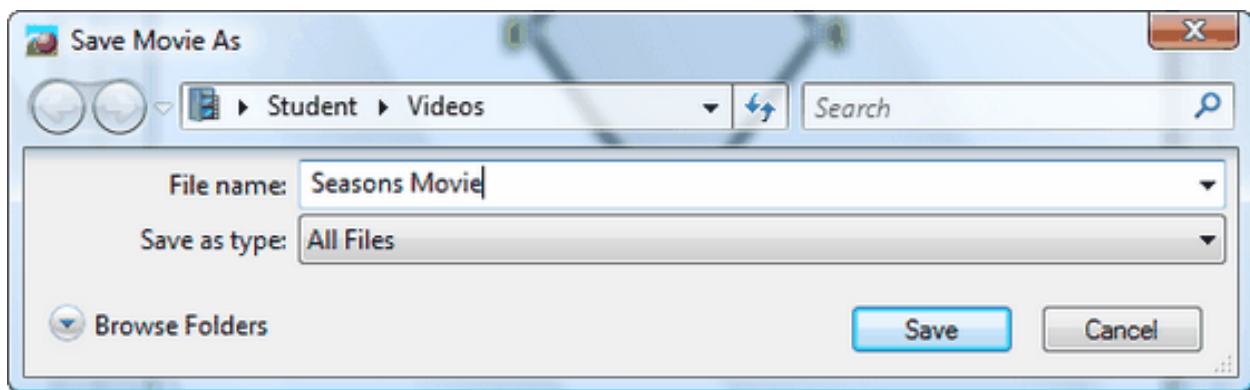 Save Movie As
Student Videos Search
File name: Seasons Movie
Save as type: All Files
Browse Folders Save Cancel